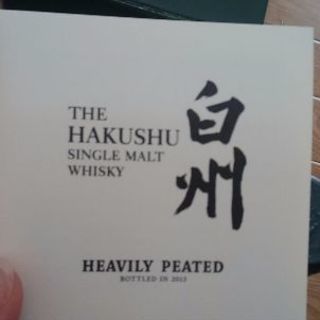 THE
HAKUSHU
SINGLE MALT
WHISKY
白州
HEAVILY PEATED
BOTTLED IN 2013